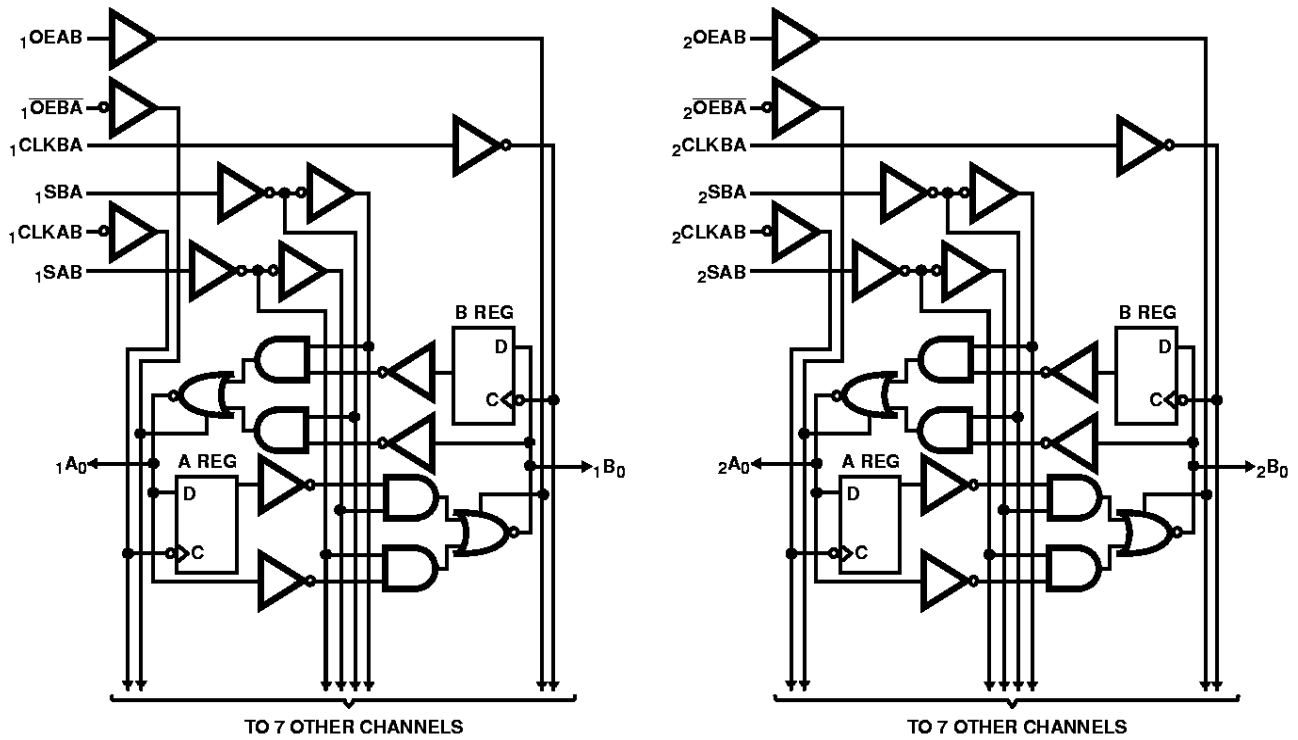 1OEAB
1OEBA
1CLKBA
1SBA
1CLKAB
1SAB
B REG
D
C
1A0
A REG
D
C
1B0
TO 7 OTHER CHANNELS
2OEAB
2OEBA
2CLKBA
2SBA
2CLKAB
2SAB
B REG
D
C
2A0
A REG
D
C
2B0
TO 7 OTHER CHANNELS